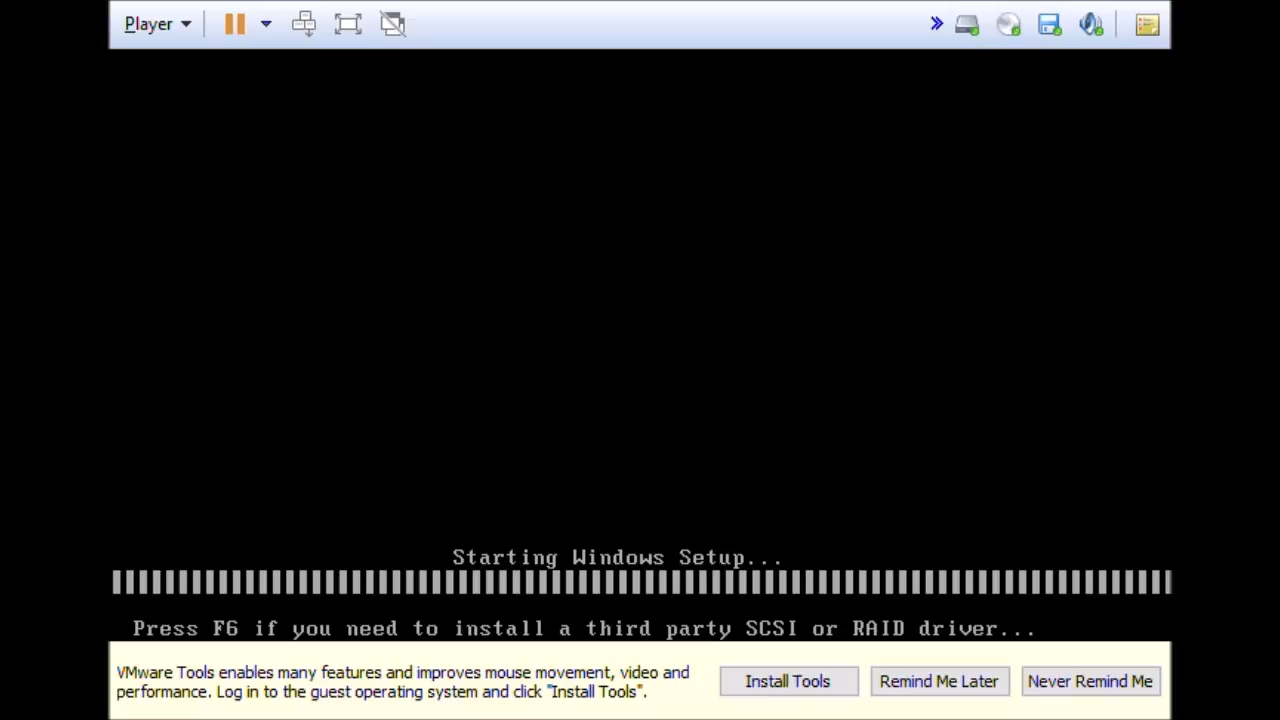 Player
Starting Windows Setup...
Press F6 if you need to install a third party SCSI or RAID driver...
VMware Tools enables many features and improves mouse movement, video and
performance. Log in to the guest operating system and click "Install Tools".
Install Tools
Remind Me Later
Never Remind Me